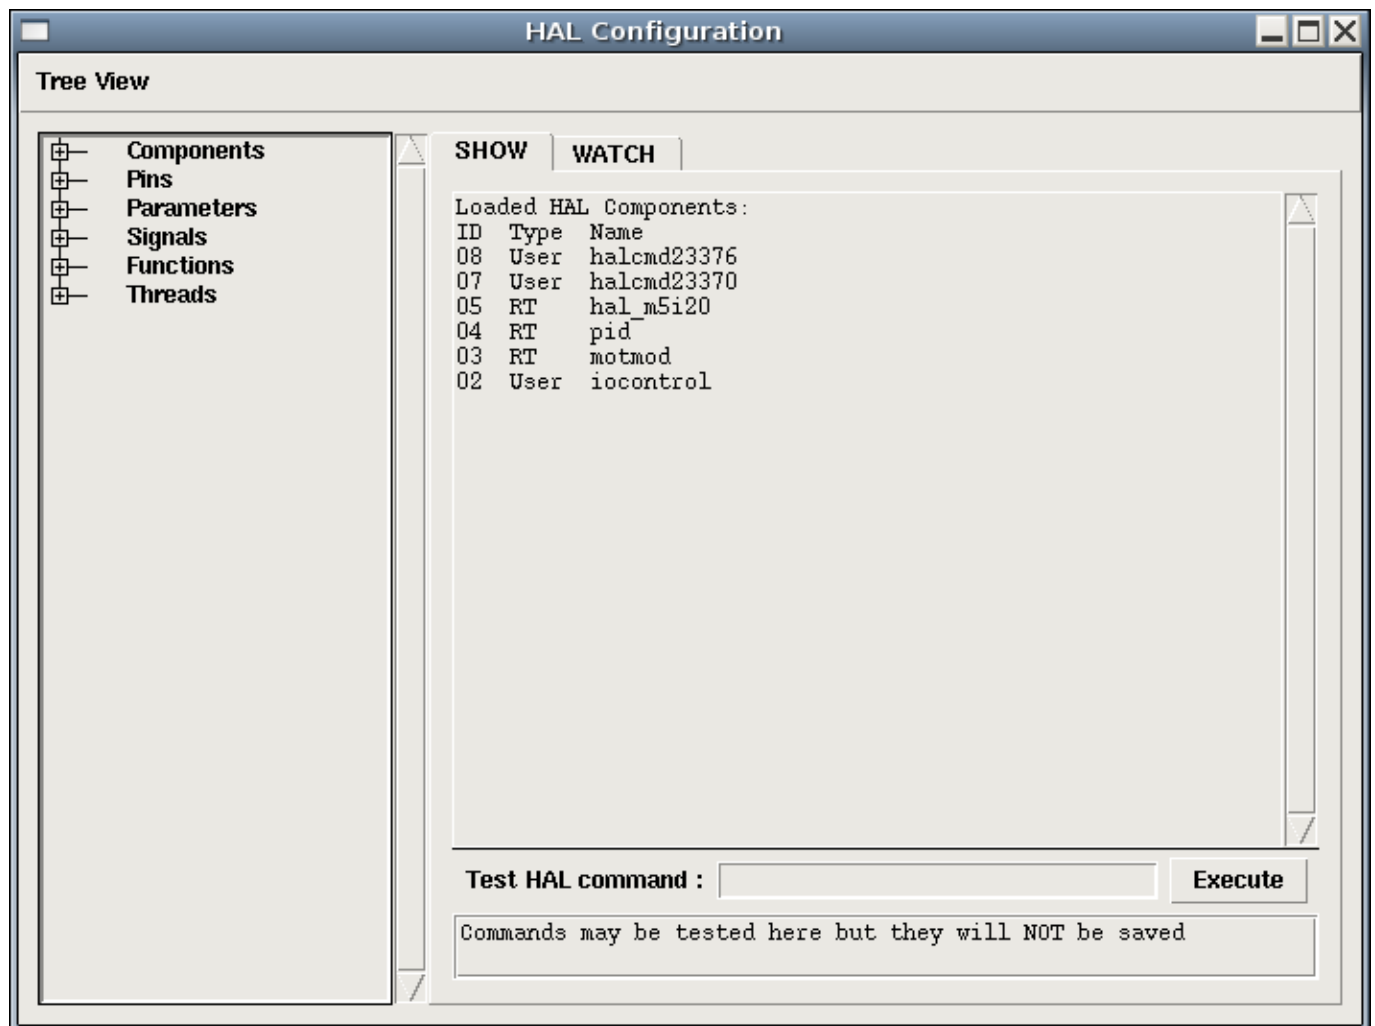 HAL Configuration
Tree View
Components
Pins
Parameters
Signals
Functions
Threads
SHOW WATCH
Loaded HAL Components:
ID Type Name
08 User halcmd23376
07 User halcmd23370
05 RT hal_m5i20
04 RT pid
03 RT motmod
02 User iocontrol
Test HAL command : Execute
Commands may be tested here but they will NOT be saved